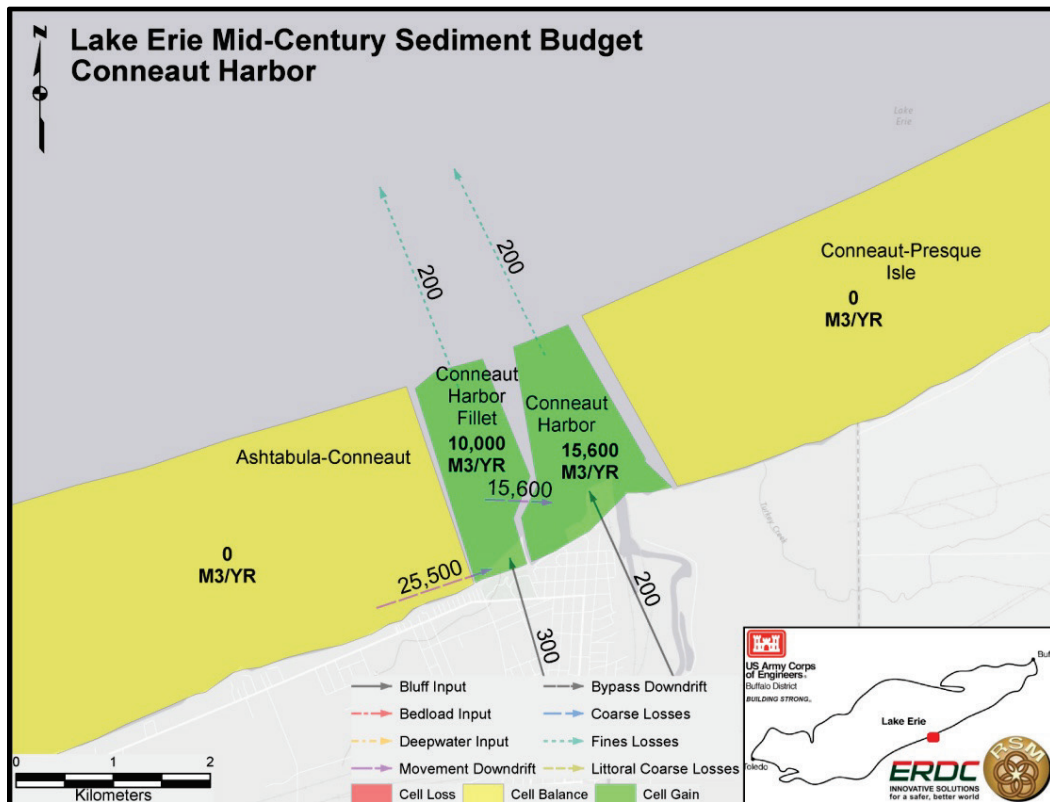 Lake Erie Mid-Century Sediment Budget
Conneaut Harbor
N
Lake
Erie
200
200
Conneaut-Presque
Isle
0
M3/YR
Conneaut
Harbor
Fillet
10,000
M3/YR
Conneaut
Harbor
15,600
M3/YR
Ashtabula-Conneaut
15,600
0
M3/YR
25,500
Turkey Creek
300
200
Bluff Input
Bedload Input
Deepwater Input
Movement Downdrift
Bypass Downdrift
Coarse Losses
Fines Losses
Littoral Coarse Losses
Cell Loss
Cell Balance
Cell Gain
0 1 2
Kilometers
US Army Corps
of Engineers®
Buffalo District
BUILDING STRONG®
Buf
Lake Erie
Toledo
ERDC
INNOVATIVE SOLUTIONS
for a safer, better world
RSM